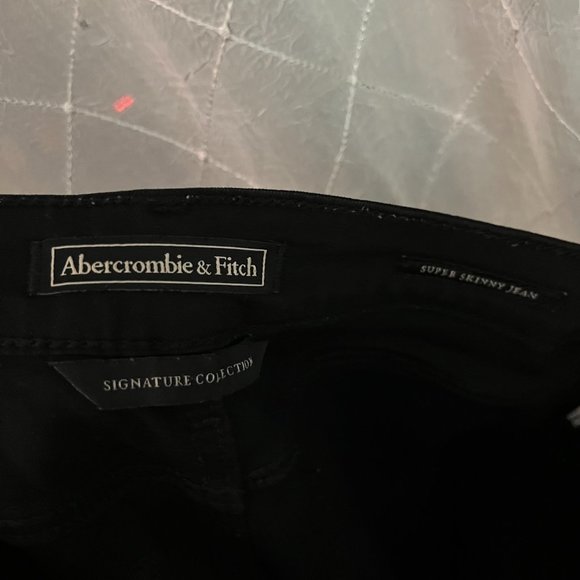 Abercrombie & Fitch
SUPER SKINNY JEAN
SIGNATURE COLLECTION